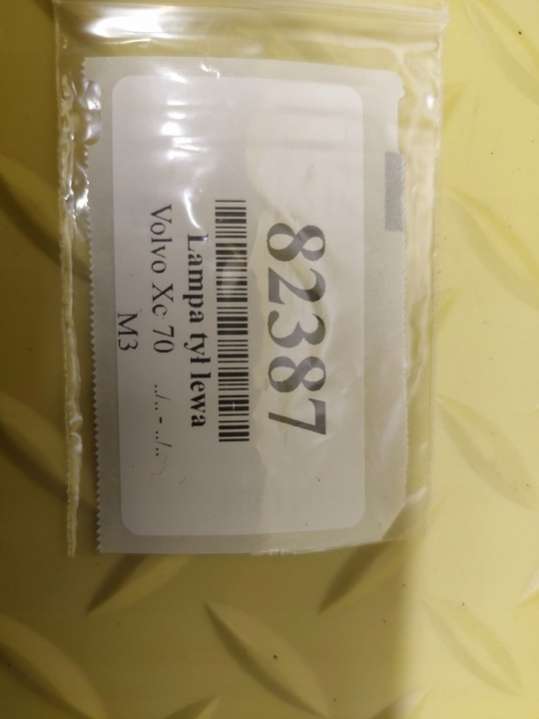 82387
Lampa tył lewa
Volvo Xc 70 ../.. - ../..
M3